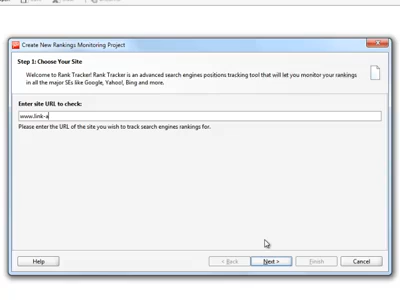 Create New Rankings Monitoring Project
Step 1: Choose Your Site
Welcome to Rank Tracker! Rank Tracker is an advanced search engines positions tracking tool that will let you monitor your rankings
in all the major SEs like Google, Yahoo!, Bing and more.
Enter site URL to check:
www.link-a
Please enter the URL of the site you wish to track search engines rankings for.
Help
< Back
Next >
Finish
Cancel